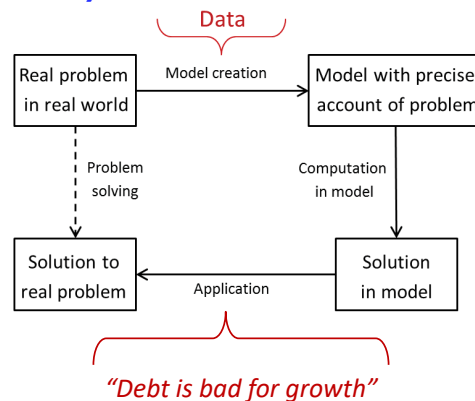 Data
Real problem
in real world
Model creation
Model with precise
account of problem
Problem
solving
Computation
in model
Solution to
real problem
Application
Solution
in model
“Debt is bad for growth”